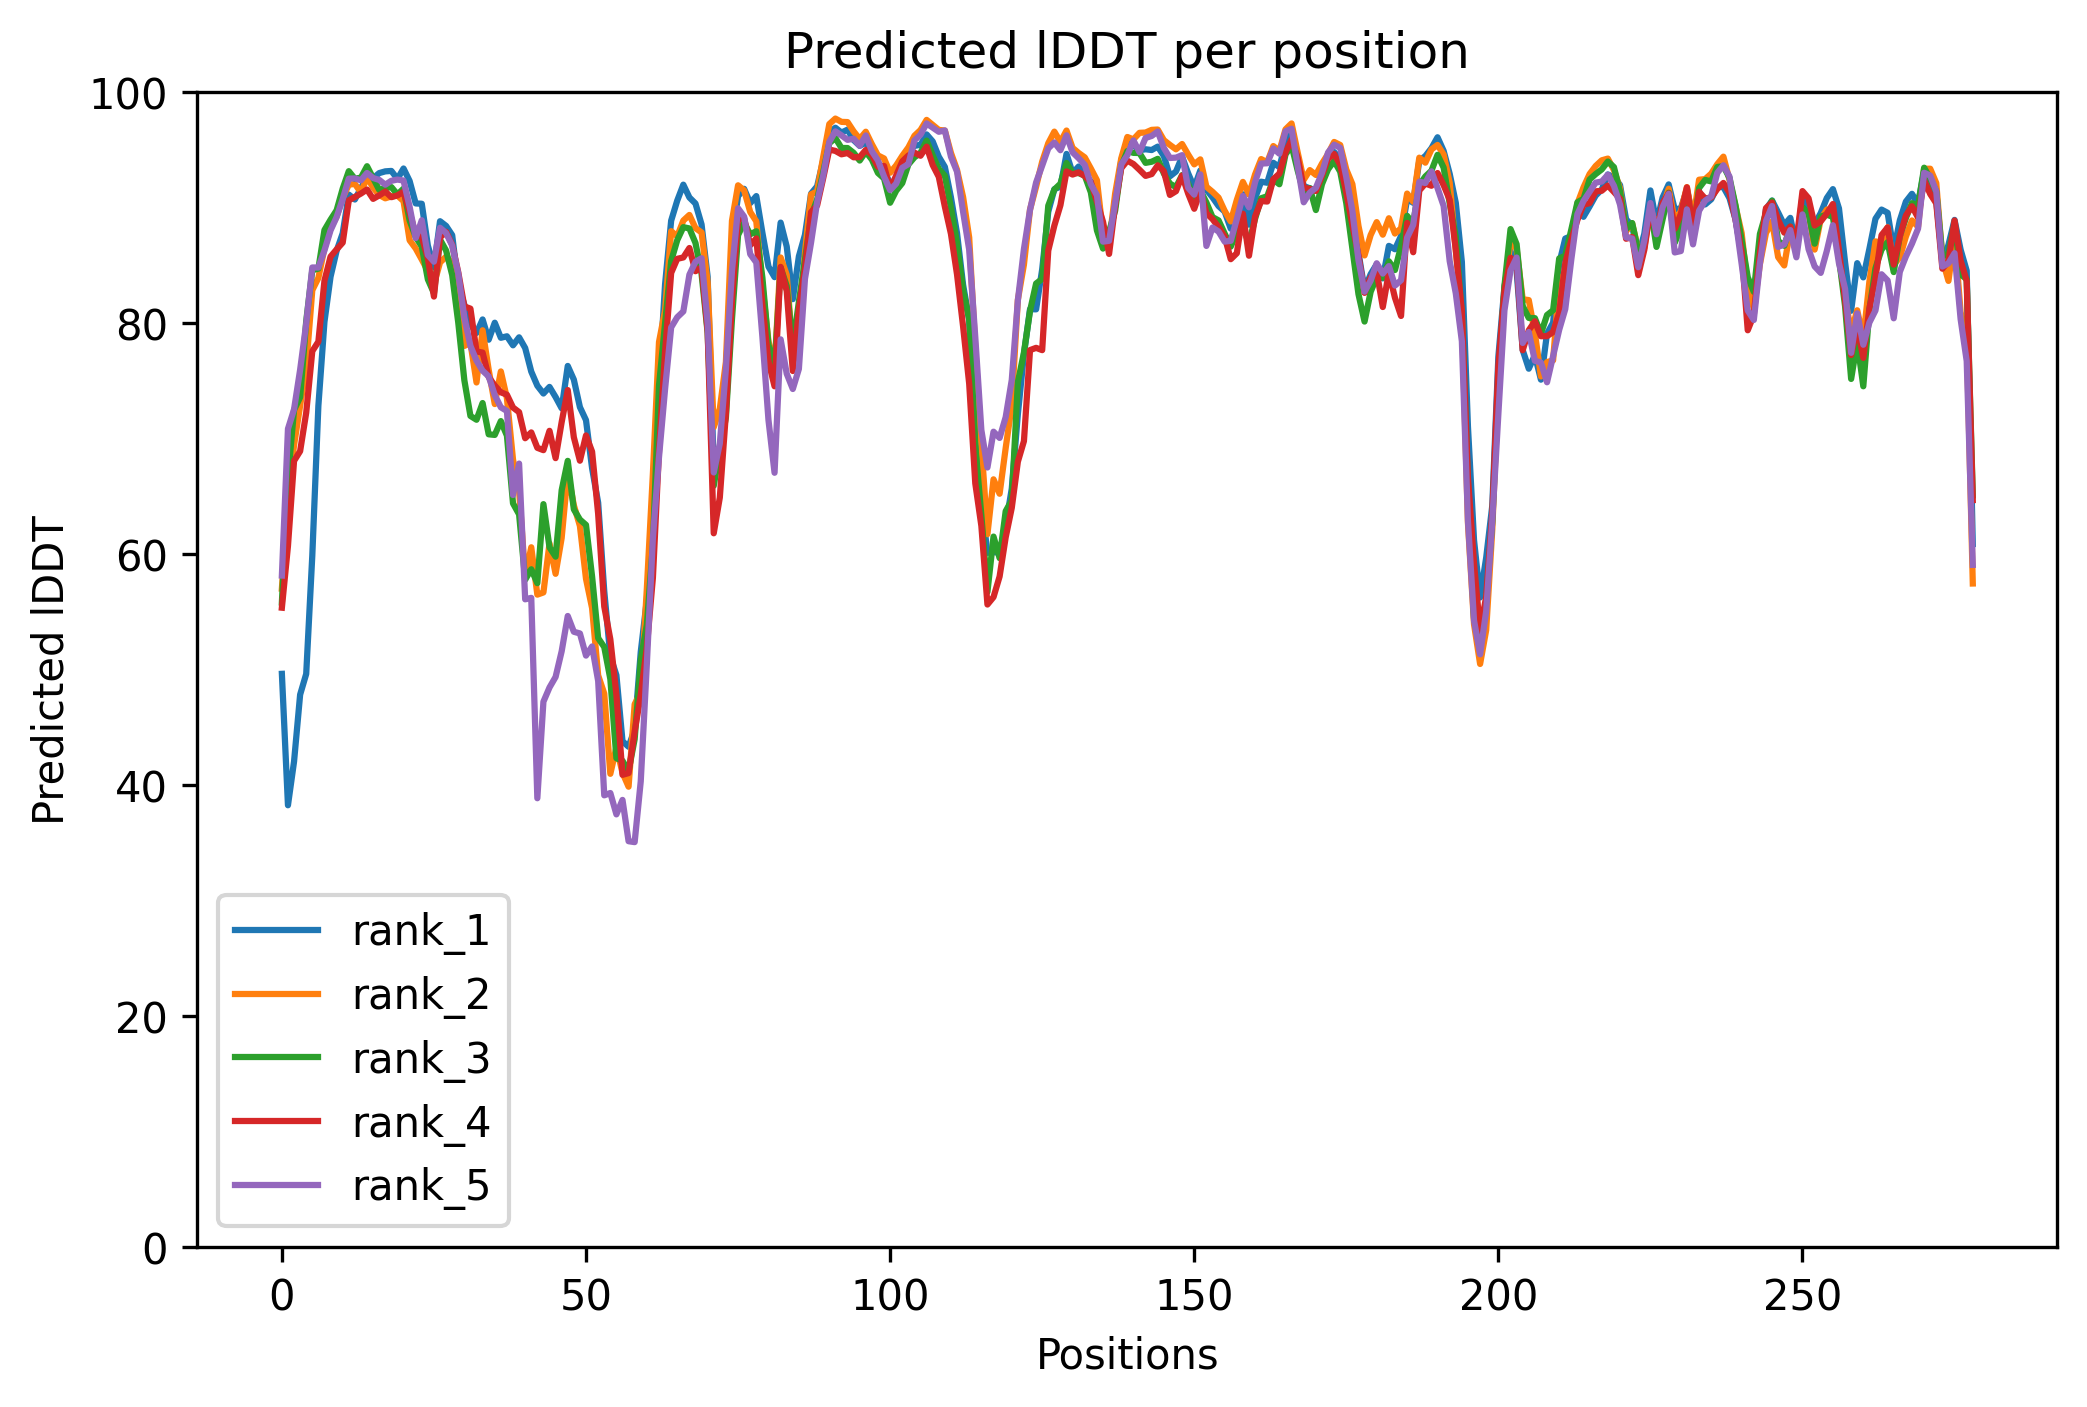 Predicted lDDT per position
100
80
60
40
20
0
Predicted lDDT
rank_1
rank_2
rank_3
rank_4
rank_5
0 50 100 150 200 250
Positions